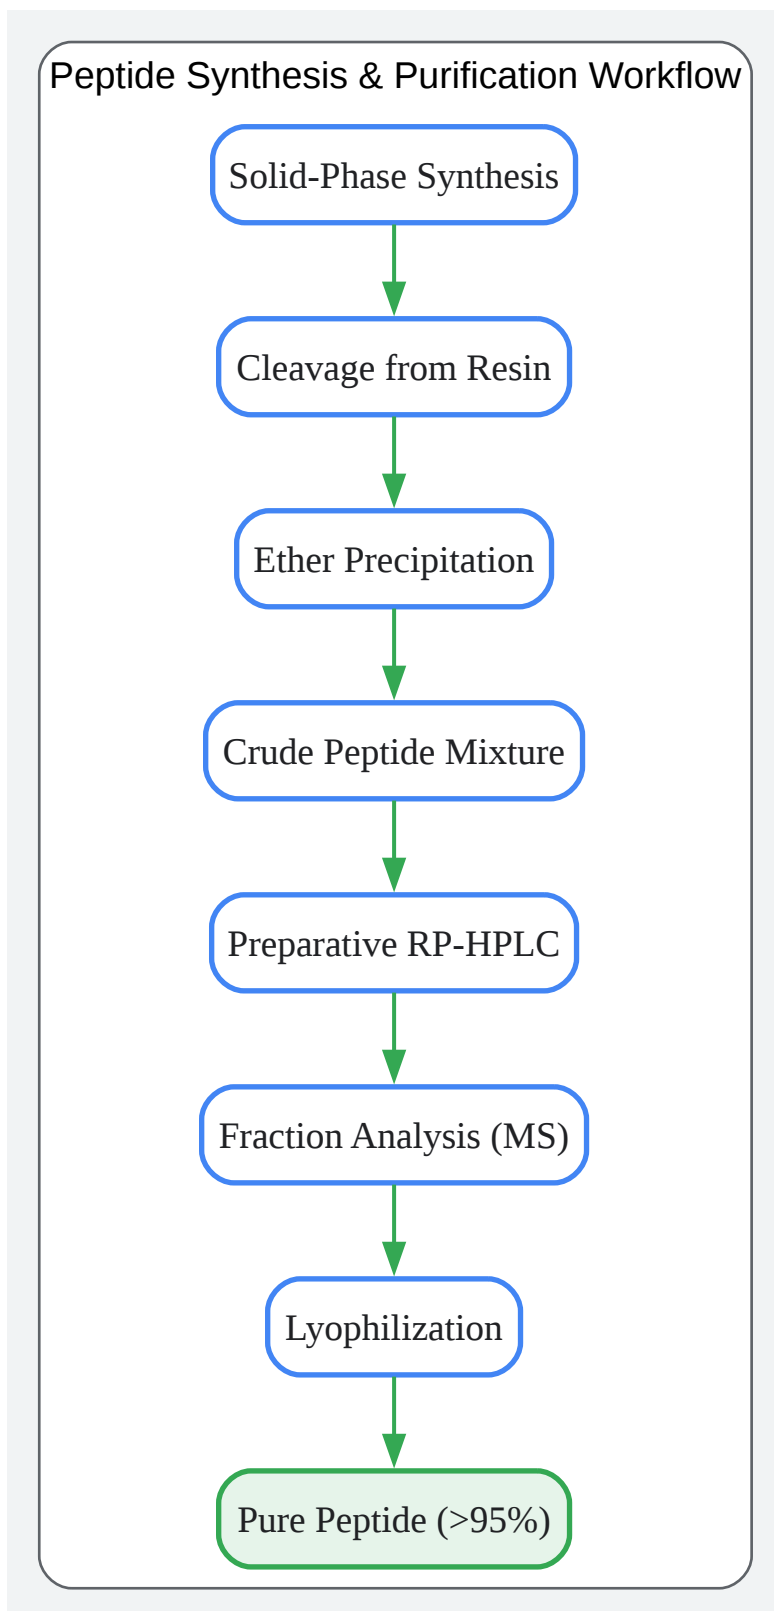 Peptide Synthesis & Purification Workflow
Solid-Phase Synthesis
Cleavage from Resin
Ether Precipitation
Crude Peptide Mixture
Preparative RP-HPLC
Fraction Analysis (MS)
Lyophilization
Pure Peptide (>95%)